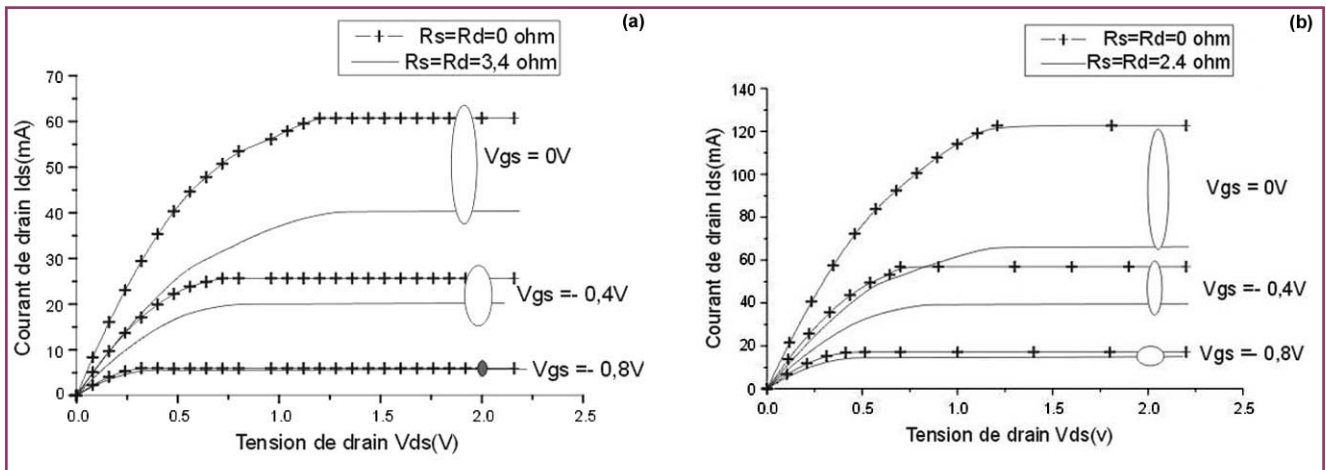 (a)
Rs=Rd=0 ohm
Rs=Rd=3,4 ohm
Courant de drain Ids(mA)
70
60
50
40
30
20
10
0
Vgs = 0V
Vgs =- 0,4V
Vgs =- 0,8V
0.0 0.5 1.0 1.5 2.0 2.5
Tension de drain Vds(V)
(b)
Rs=Rd=0 ohm
Rs=Rd=2.4 ohm
Courant de drain Ids(mA)
140
120
100
80
60
40
20
0
Vgs = 0V
Vgs =- 0,4V
Vgs =- 0,8V
0.0 0.5 1.0 1.5 2.0 2.5
Tension de drain Vds(v)